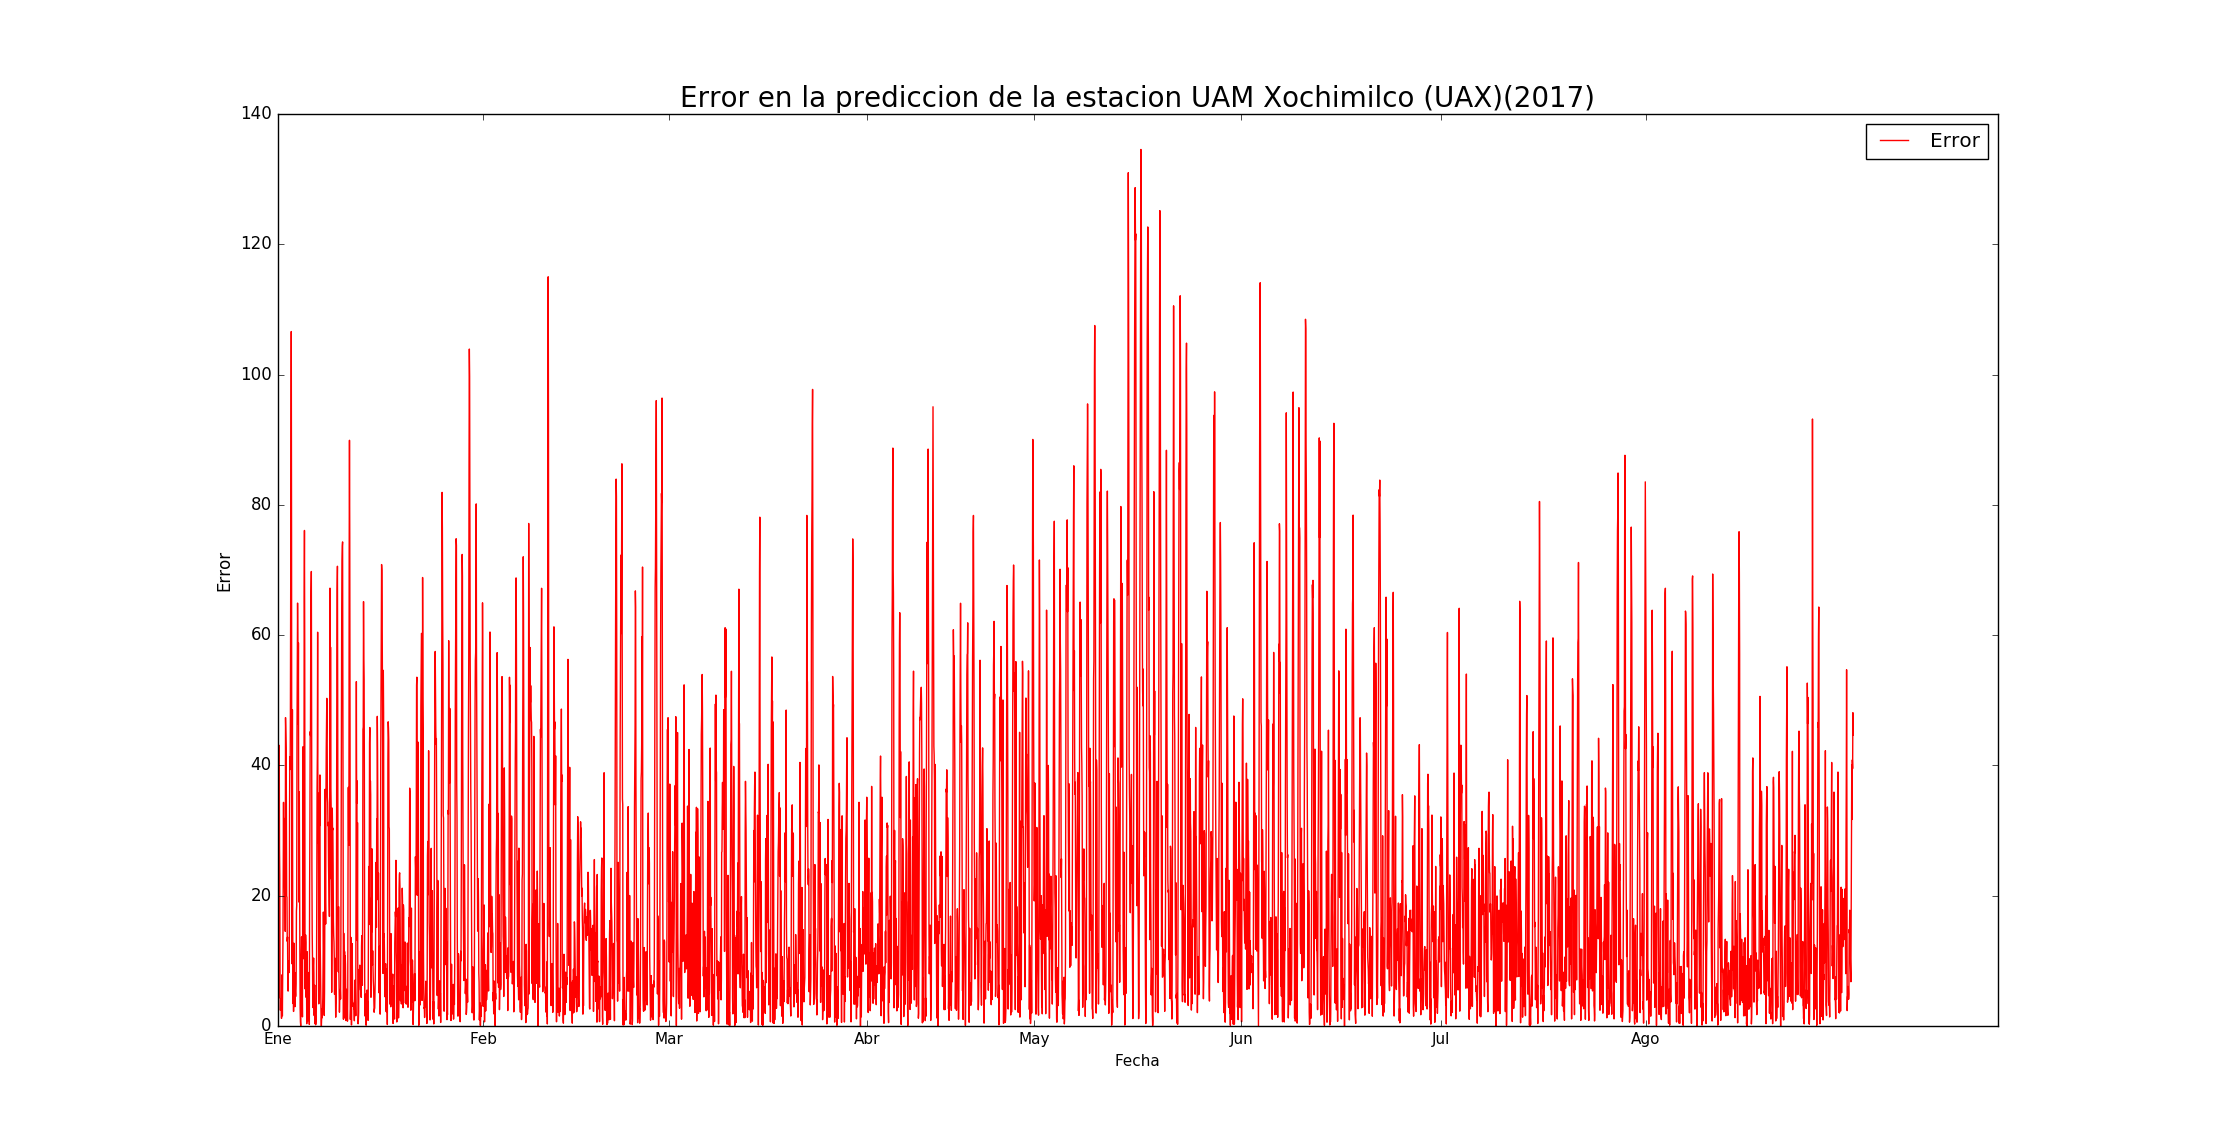 Error en la prediccion de la estacion UAM Xochimilco (UAX)(2017)
140
120
100
80
60
40
20
0
Error
Error
Ene Feb Mar Abr May Jun Jul Ago
Fecha